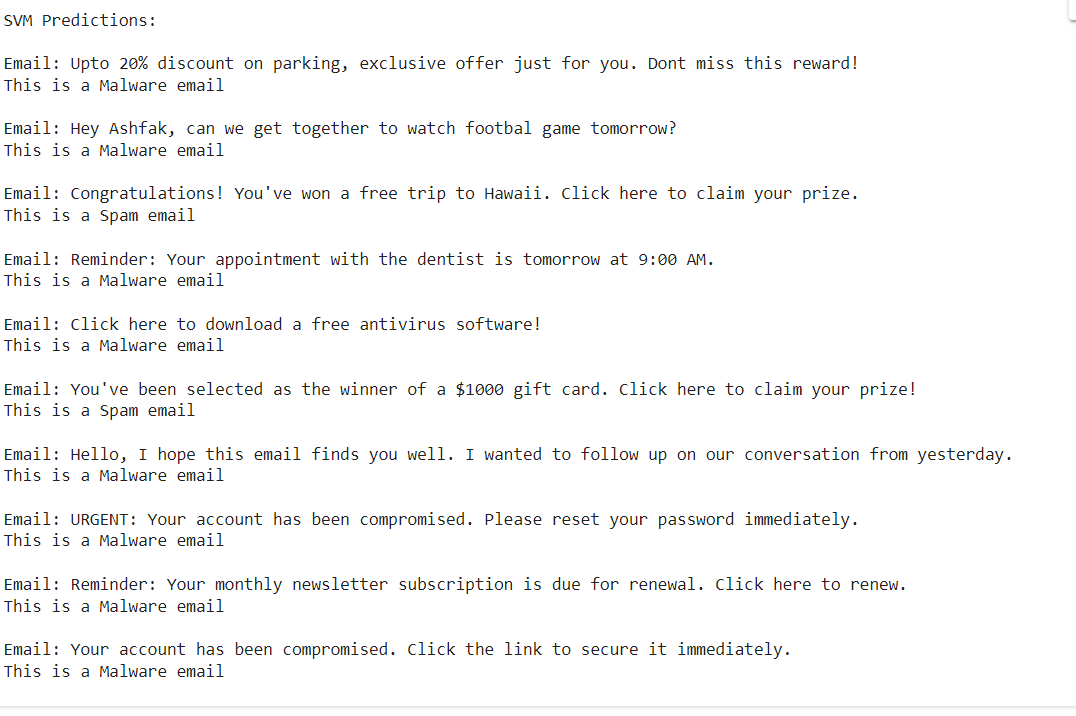 SVM Predictions:
Email: Upto 20% discount on parking, exclusive offer just for you. Dont miss this reward!
This is a Malware email
Email: Hey Ashfak, can we get together to watch footbal game tomorrow?
This is a Malware email
Email: Congratulations! You've won a free trip to Hawaii. Click here to claim your prize.
This is a Spam email
Email: Reminder: Your appointment with the dentist is tomorrow at 9:00 AM.
This is a Malware email
Email: Click here to download a free antivirus software!
This is a Malware email
Email: You've been selected as the winner of a $1000 gift card. Click here to claim your prize!
This is a Spam email
Email: Hello, I hope this email finds you well. I wanted to follow up on our conversation from yesterday.
This is a Malware email
Email: URGENT: Your account has been compromised. Please reset your password immediately.
This is a Malware email
Email: Reminder: Your monthly newsletter subscription is due for renewal. Click here to renew.
This is a Malware email
Email: Your account has been compromised. Click the link to secure it immediately.
This is a Malware email